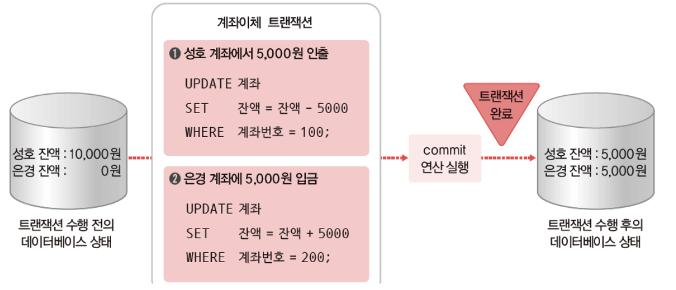 계좌이체 트랜잭션
❶ 성호 계좌에서 5,000원 인출
UPDATE 계좌
SET 잔액 = 잔액 - 5000
WHERE 계좌번호 = 100;
❷ 은경 계좌에 5,000원 입금
UPDATE 계좌
SET 잔액 = 잔액 + 5000
WHERE 계좌번호 = 200;
성호 잔액 : 10,000원
은경 잔액 : 0원
트랜잭션 수행 전의
데이터베이스 상태
commit
연산 실행
트랜잭션
완료
성호 잔액 : 5,000원
은경 잔액 : 5,000원
트랜잭션 수행 후의
데이터베이스 상태